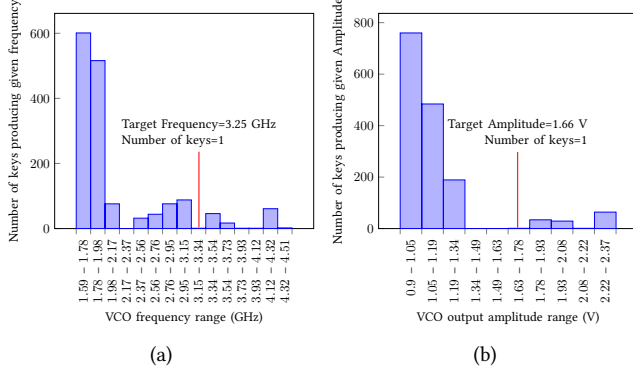 Number of keys producing given frequency
600
400
200
0
Target Frequency=3.25 GHz
Number of keys=1
1.59 – 1.78
1.78 – 1.98
1.98 – 2.17
2.17 – 2.37
2.37 – 2.56
2.56 – 2.76
2.76 – 2.95
2.95 – 3.15
3.15 – 3.34
3.34 – 3.54
3.54 – 3.73
3.73 – 3.93
3.93 – 4.12
4.12 – 4.32
4.32 – 4.51
VCO frequency range (GHz)
(a)
Number of keys producing given Amplitude
800
600
400
200
0
Target Amplitude=1.66 V
Number of keys=1
0.9 – 1.05
1.05 – 1.19
1.19 – 1.34
1.34 – 1.49
1.49 – 1.63
1.63 – 1.78
1.78 – 1.93
1.93 – 2.08
2.08 – 2.22
2.22 – 2.37
VCO output amplitude range (V)
(b)